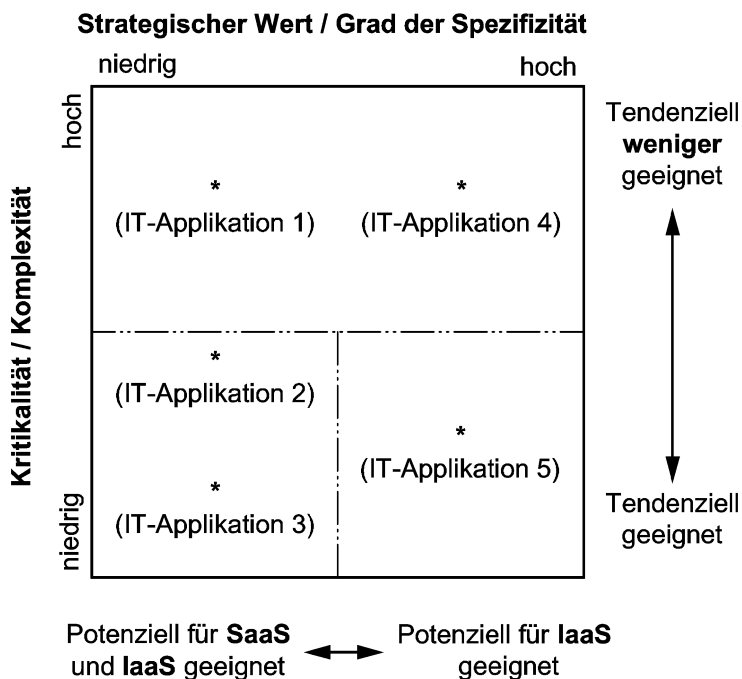 Strategischer Wert / Grad der Spezifizität
niedrig
hoch
hoch
Kritikalität / Komplexität
niedrig
*
(IT-Applikation 1)
*
(IT-Applikation 4)
*
(IT-Applikation 2)
*
(IT-Applikation 5)
*
(IT-Applikation 3)
Tendenziell
weniger
geeignet
Tendenziell
geeignet
Potenziell für SaaS
und IaaS geeignet
Potenziell für IaaS
geeignet